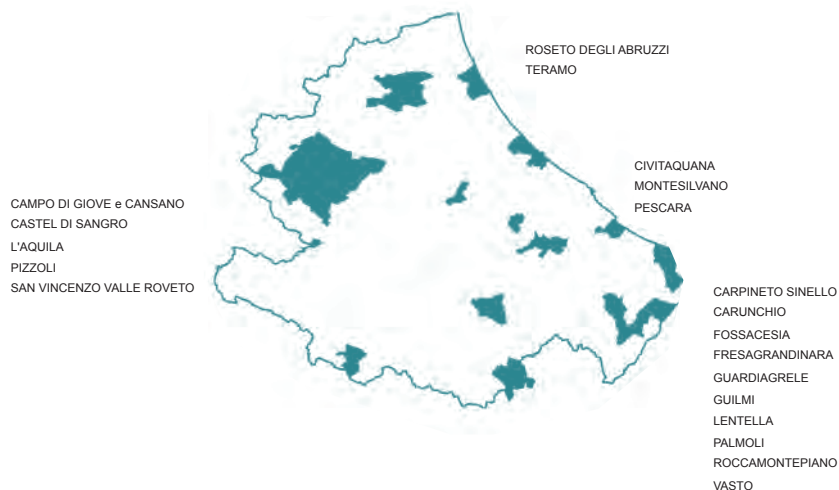 ROSETO DEGLI ABRUZZI
TERAMO
CIVITAQUANA
MONTESILVANO
PESCARA
CAMPO DI GIOVE e CANSANO
CASTEL DI SANGRO
L'AQUILA
PIZZOLI
SAN VINCENZO VALLE ROVETO
CARPINETO SINELLO
CARUNCHIO
FOSSACESIA
FRESAGRANDINARA
GUARDIAGRELE
GUILMI
LENTELLA
PALMOLI
ROCCAMONTEPIANO
VASTO